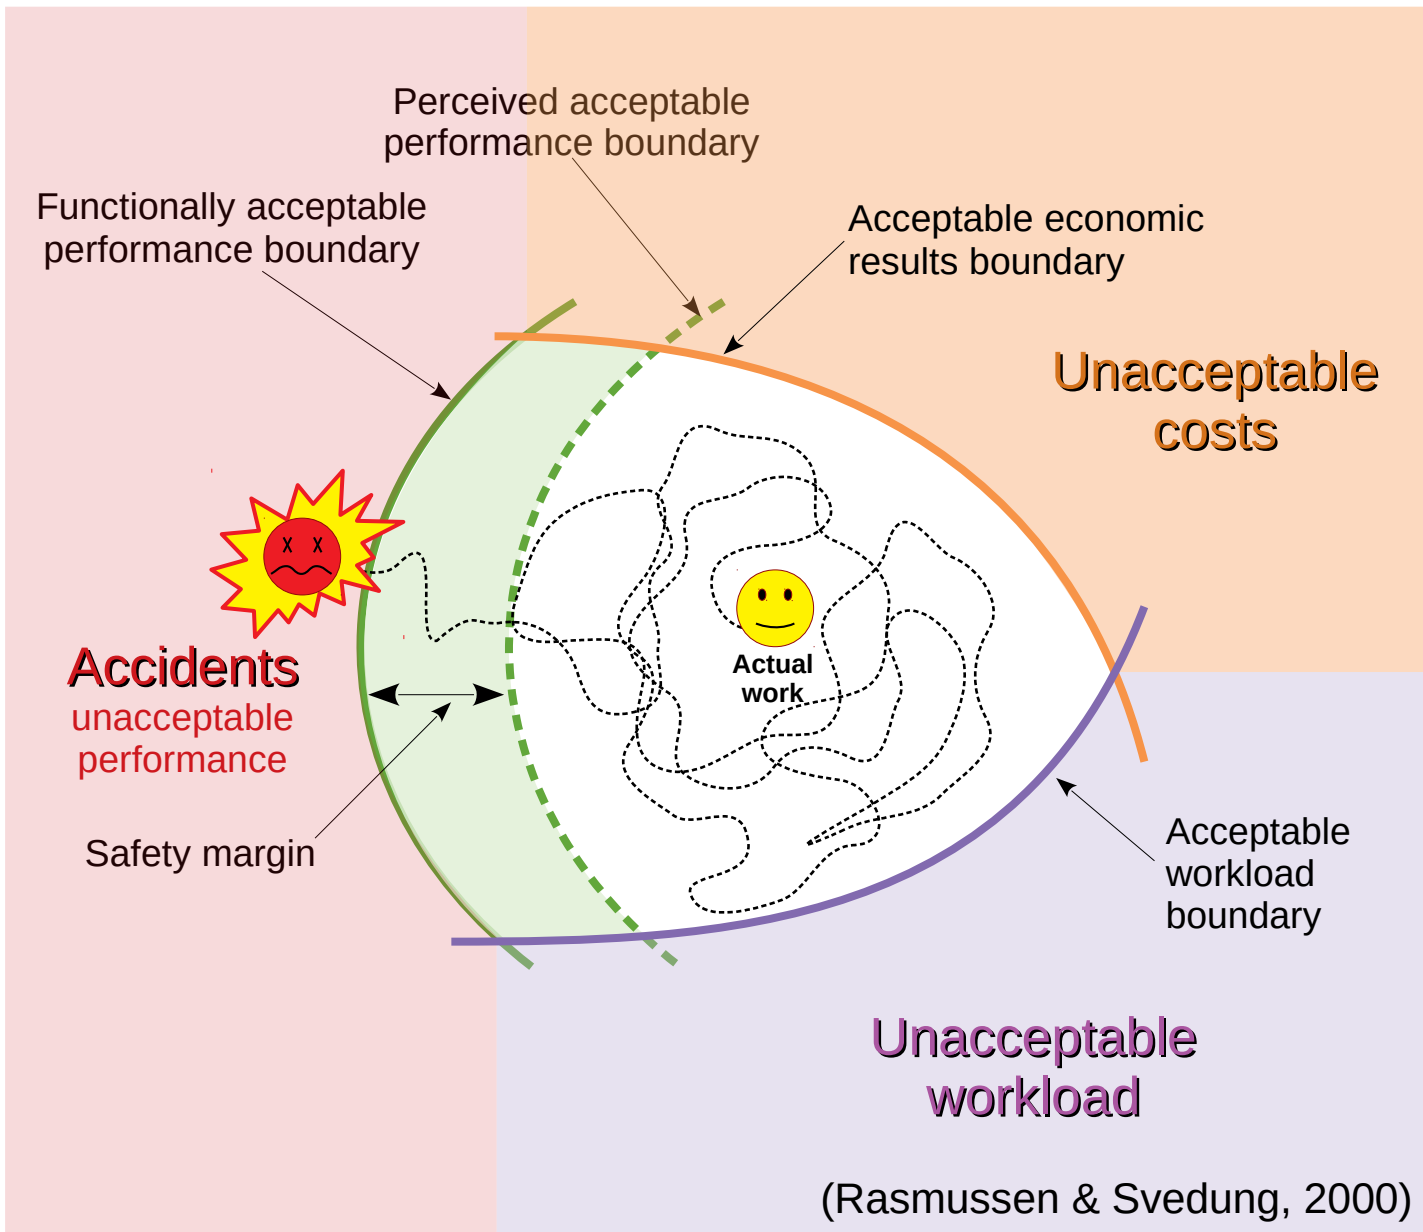 Perceived acceptable
performance boundary
Functionally acceptable
performance boundary
Acceptable economic
results boundary
Unacceptable
costs
x x
Actual
work
Accidents
unacceptable
performance
Safety margin
Acceptable
workload
boundary
Unacceptable
workload
(Rasmussen & Svedung, 2000)